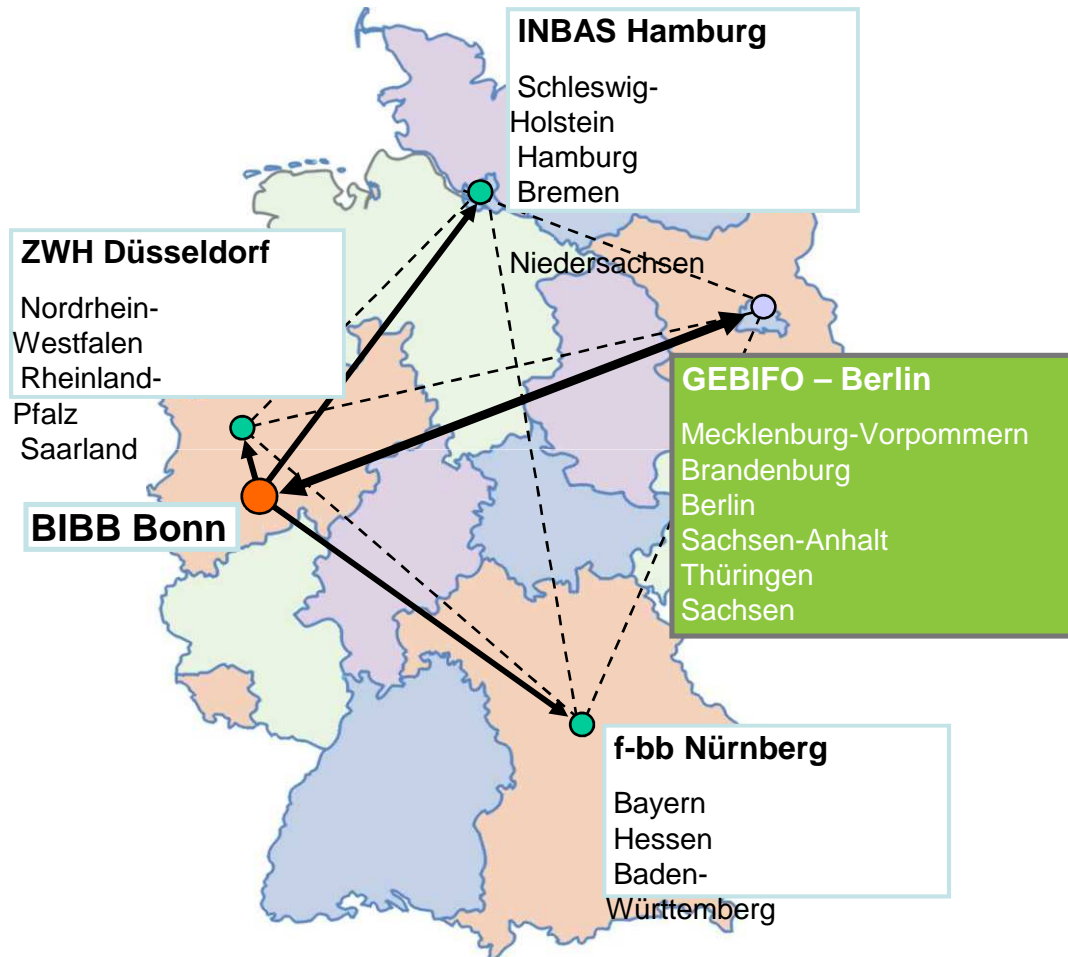 INBAS Hamburg
Schleswig-
Holstein
Hamburg
Bremen
Niedersachsen
ZWH Düsseldorf
Nordrhein-
Westfalen
Rheinland-
Pfalz
Saarland
BIBB Bonn
GEBIFO – Berlin
Mecklenburg-Vorpommern
Brandenburg
Berlin
Sachsen-Anhalt
Thüringen
Sachsen
f-bb Nürnberg
Bayern
Hessen
Baden-
Württemberg